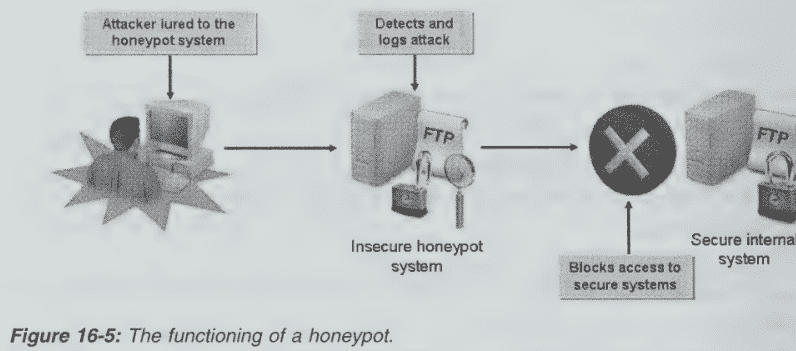 Attacker lured to the
honeypot system
Detects and
logs attack
FTP
FTP
Insecure honeypot
system
Blocks access to
secure systems
Secure internal
system
Figure 16-5: The functioning of a honeypot.